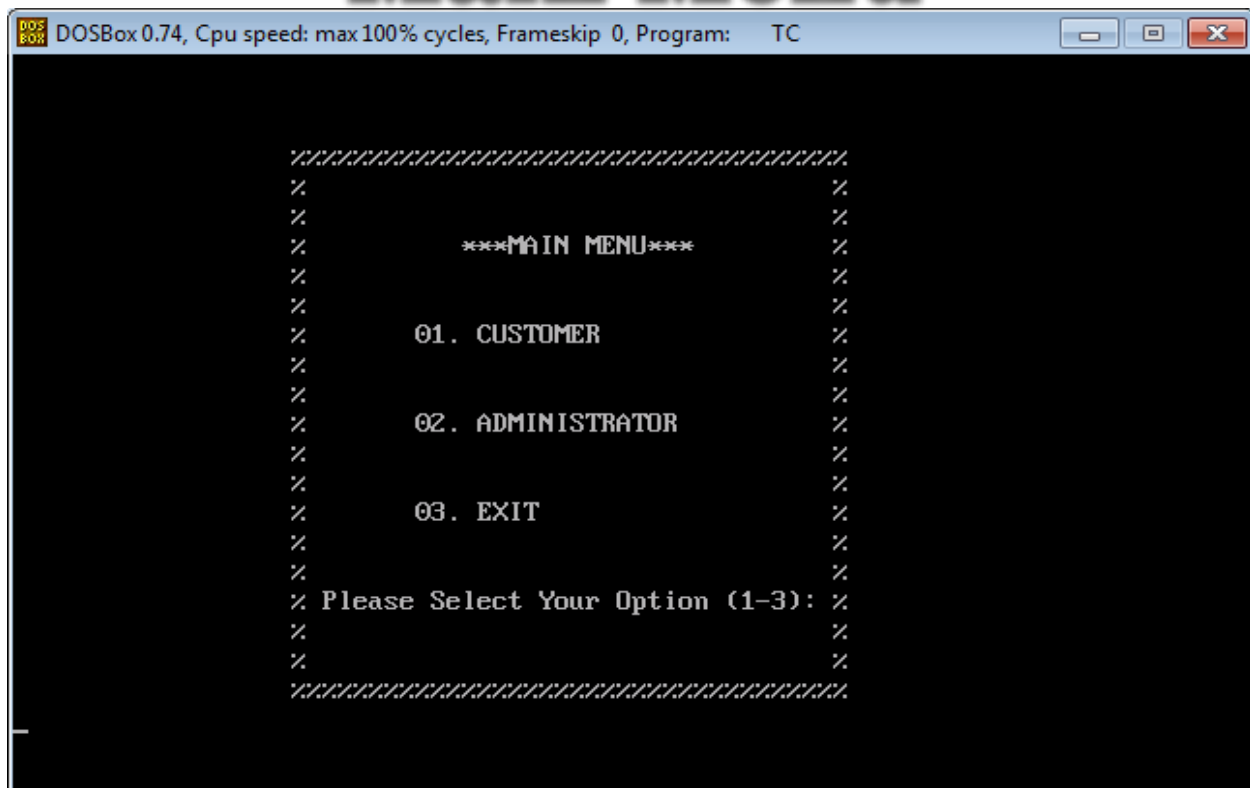 DOSBox 0.74, Cpu speed: max 100% cycles, Frameskip 0, Program: TC
%%%%%%%%%%%%%%%%%%%%%%%%%%%%%%%%%%%%
% %
% %
% ***MAIN MENU*** %
% %
% %
% 01. CUSTOMER %
% %
% %
% 02. ADMINISTRATOR %
% %
% %
% 03. EXIT %
% %
% %
% Please Select Your Option (1-3): %
% %
% %
%%%%%%%%%%%%%%%%%%%%%%%%%%%%%%%%%%%%